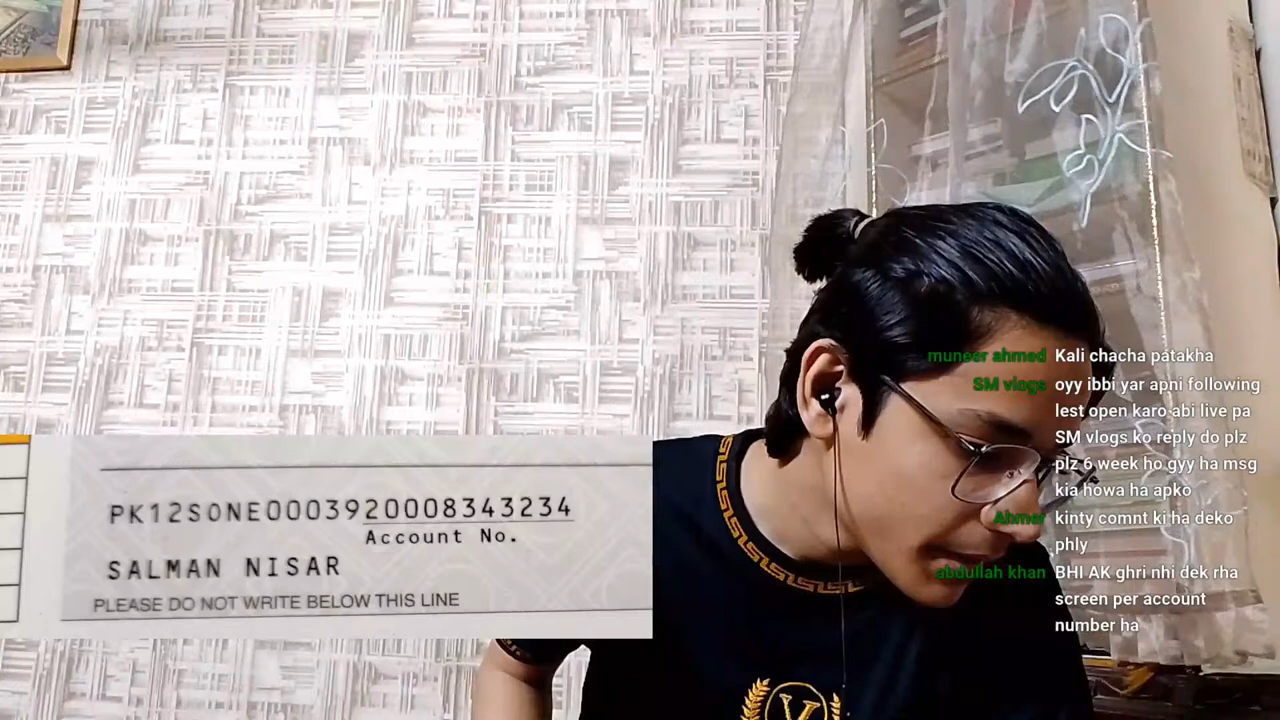 PK12SONE0003920008343234
Account No.
SALMAN NISAR
PLEASE DO NOT WRITE BELOW THIS LINE
muneer ahmed Kali chacha patakha
SM vlogs oyy ibbi yar apni following
lest open karo abi live pa
SM vlogs ko reply do plz
plz 6 week ho gyy ha msg
kia howa ha apko
Ahmer kinty comnt ki ha deko
phly
abdullah khan BHI AK ghri nhi dek rha
screen per account
number ha
V